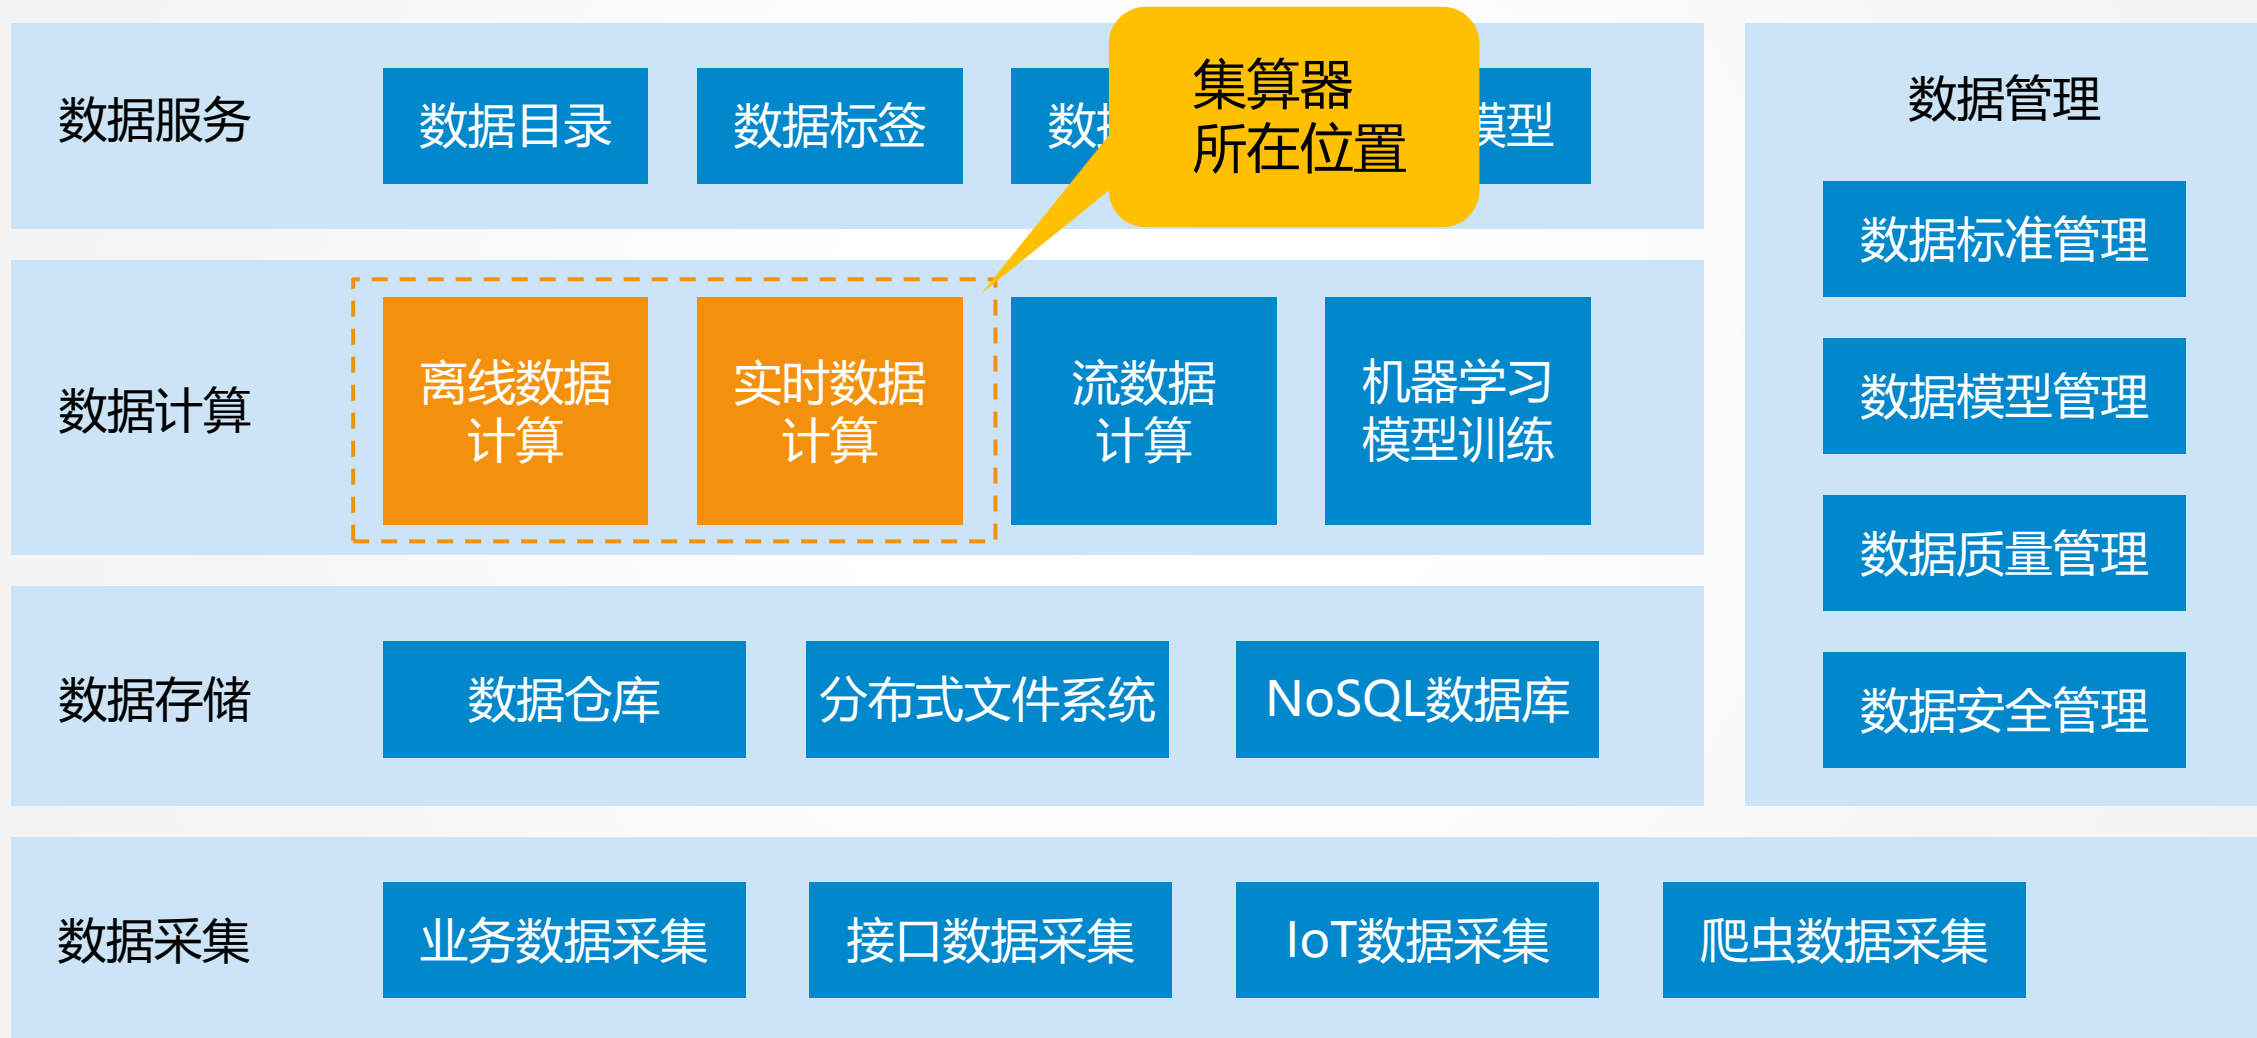 数据服务
数据目录
数据标签
数据
模型
集算器
所在位置
数据计算
离线数据
计算
实时数据
计算
流数据
计算
机器学习
模型训练
数据存储
数据仓库
分布式文件系统
NoSQL数据库
数据管理
数据标准管理
数据模型管理
数据质量管理
数据安全管理
数据采集
业务数据采集
接口数据采集
IoT数据采集
爬虫数据采集